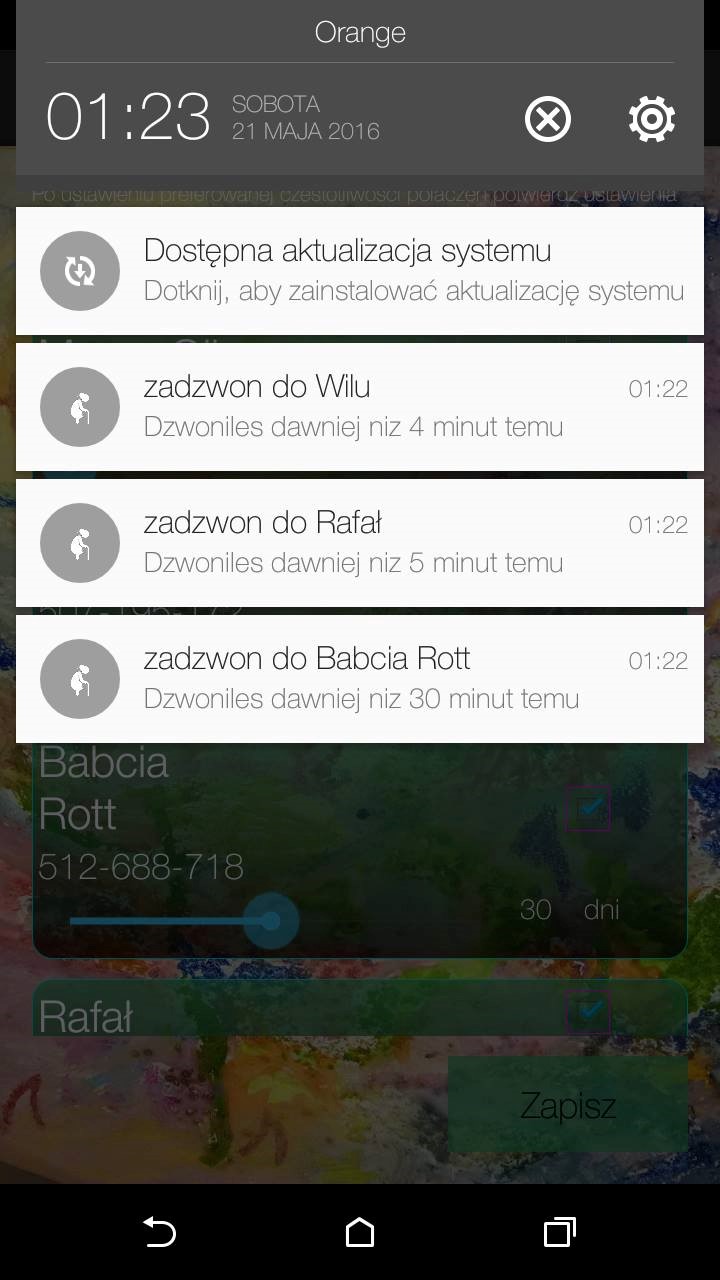 Orange
01:23
SOBOTA
21 MAJA 2016
Po ustawieniu preferowanej częstotliwości połączeń potwierdź ustawienia
Dostępna aktualizacja systemu
Dotknij, aby zainstalować aktualizację systemu
zadzwon do Wilu 01:22
Dzwoniles dawniej niz 4 minut temu
zadzwon do Rafał 01:22
Dzwoniles dawniej niz 5 minut temu
zadzwon do Babcia Rott 01:22
Dzwoniles dawniej niz 30 minut temu
Babcia
Rott
512-688-718
30 dni
Rafał
Zapisz